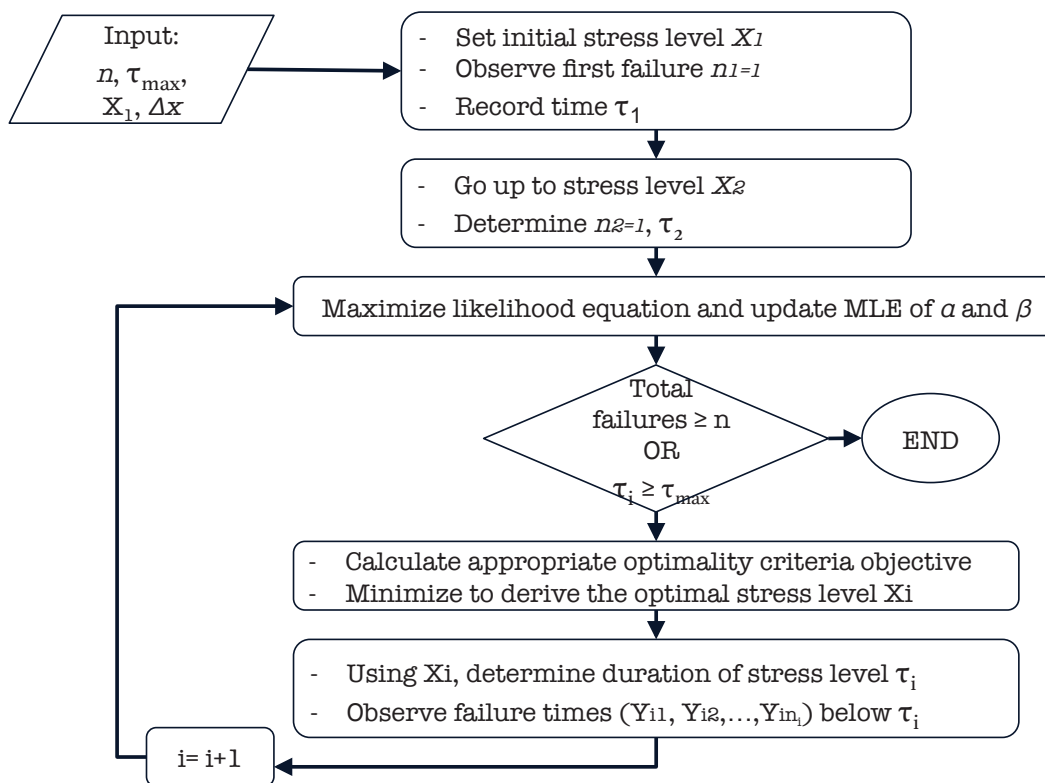 Input:
n, τmax,
X1, Δx
- Set initial stress level X1
- Observe first failure n1=1
- Record time τ1
- Go up to stress level X2
- Determine n2=1, τ2
Maximize likelihood equation and update MLE of α and β
Total
failures ≥ n
OR
τi ≥ τmax
END
- Calculate appropriate optimality criteria objective
- Minimize to derive the optimal stress level Xi
- Using Xi, determine duration of stress level τi
- Observe failure times (Yi1, Yi2,...,Yini) below τi
i= i+1